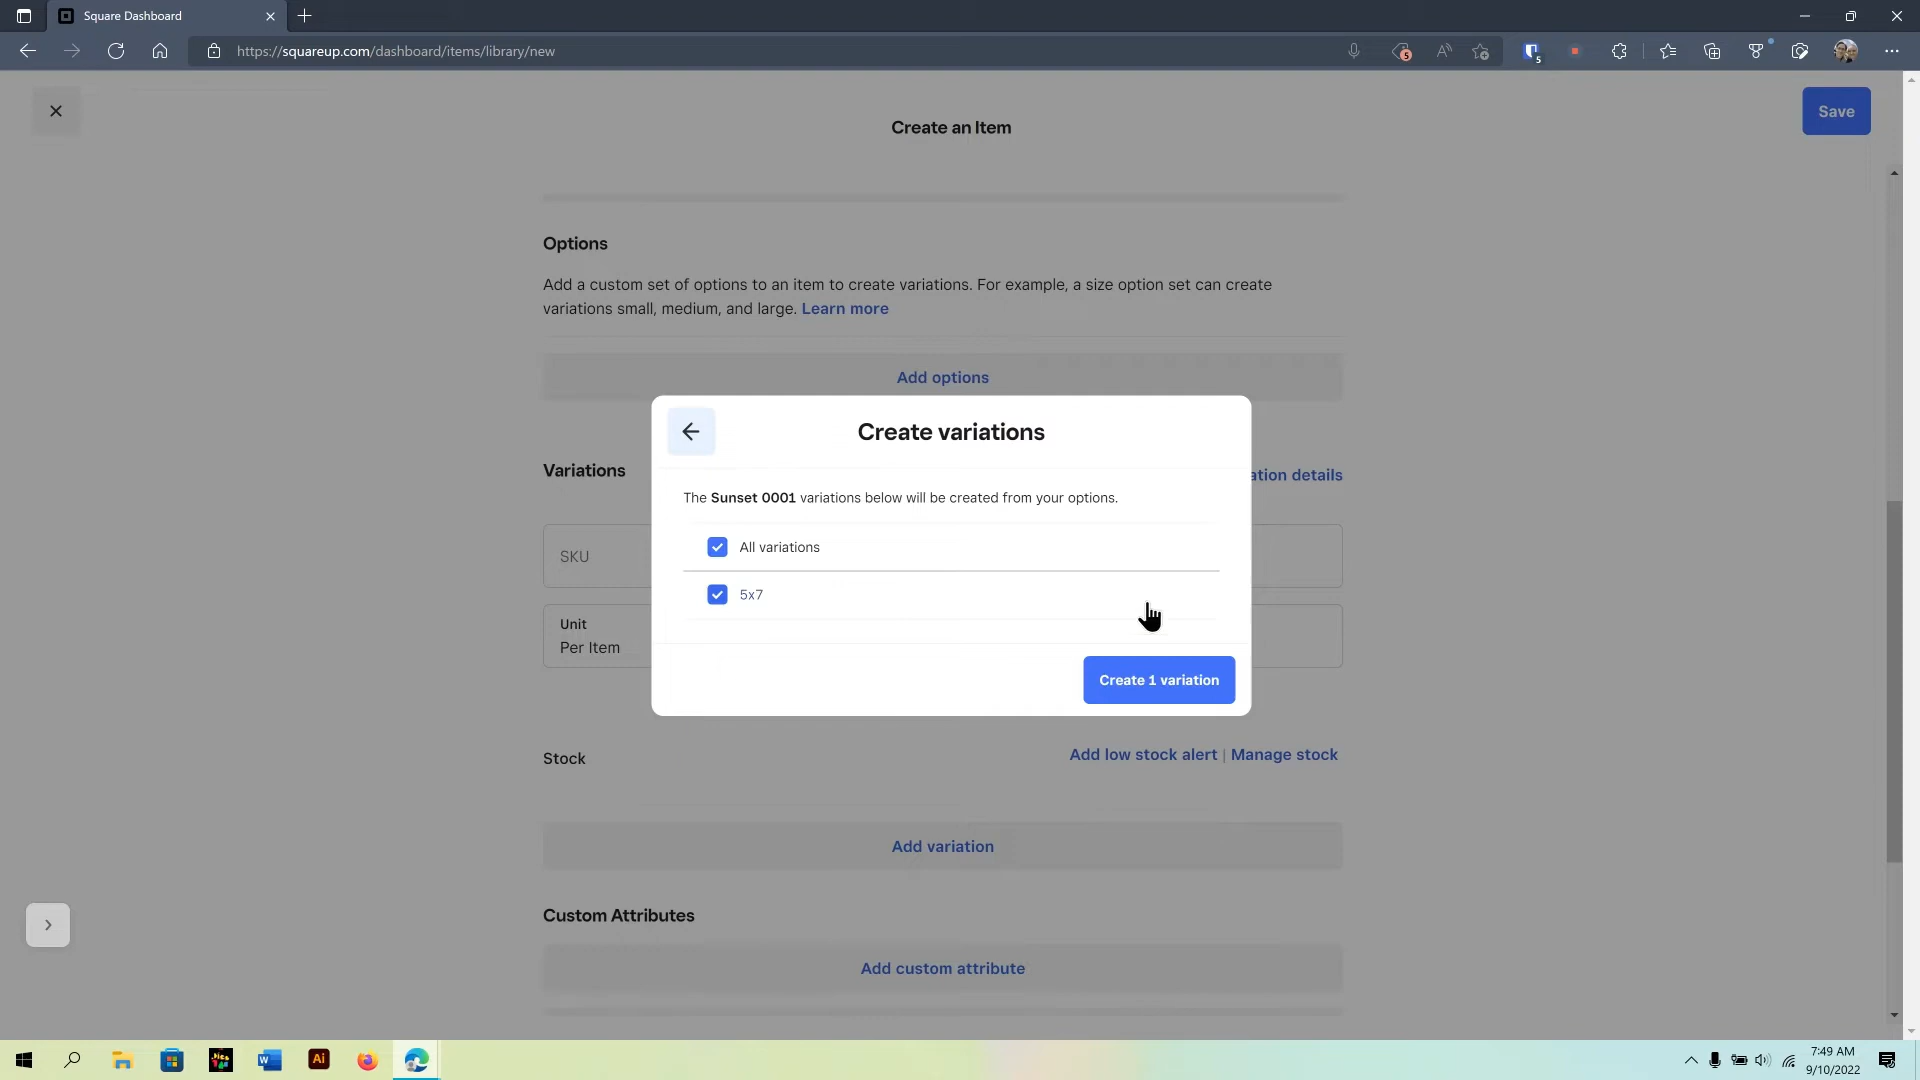 Square Dashboard
https://squareup.com/dashboard/items/library/new
5
5
Create an Item
Save
Options
Add a custom set of options to an item to create variations. For example, a size option set can create
variations small, medium, and large. Learn more
Add options
Create variations
Variations
ation details
The Sunset 0001 variations below will be created from your options.
All variations
SKU
5x7
Unit
Per Item
Create 1 variation
Stock
Add low stock alert | Manage stock
Add variation
Custom Attributes
Add custom attribute
W
Ai
7:49 AM
9/10/2022